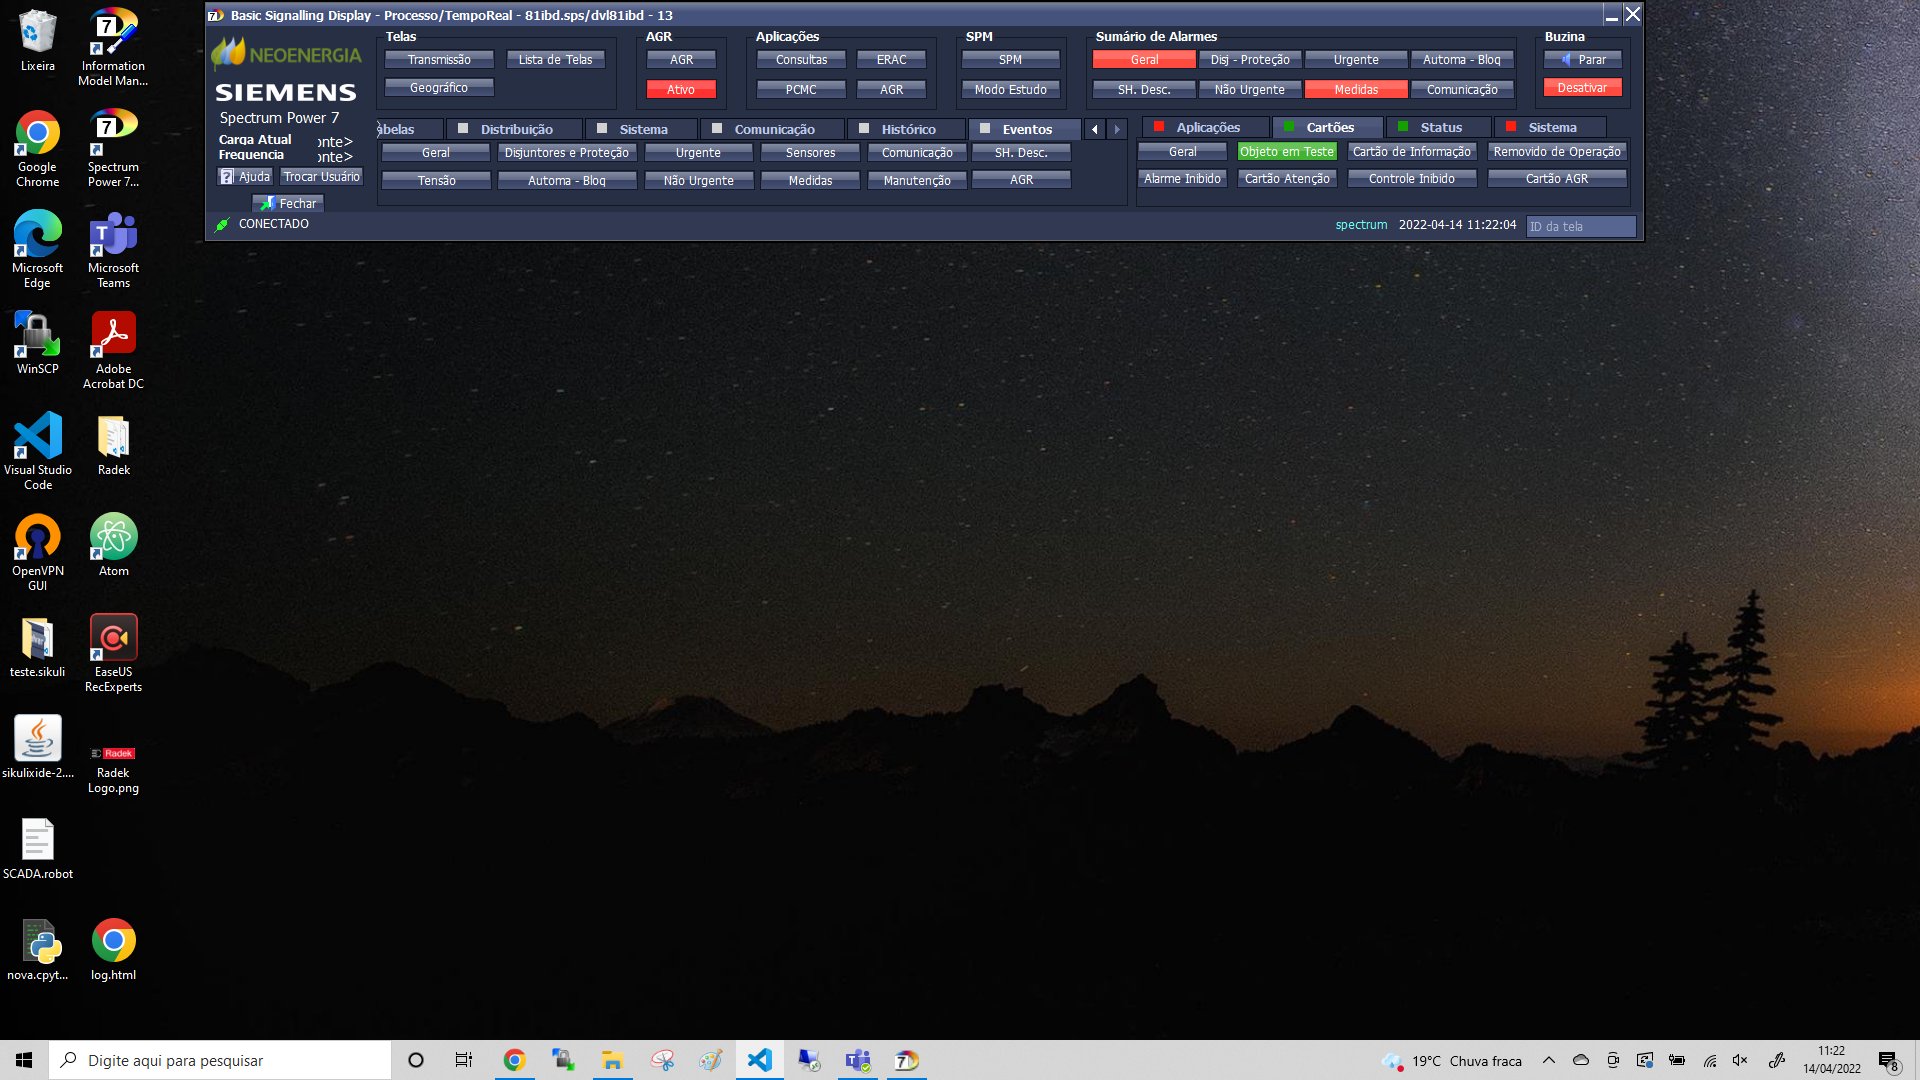 Lixeira
Information
Model Man...
Google
Chrome
Spectrum
Power 7...
Microsoft
Edge
Microsoft
Teams
WinSCP
Adobe
Acrobat DC
Visual Studio
Code
Radek
OpenVPN
GUI
Atom
teste.sikuli
EaseUS
RecExperts
sikulixide-2....
Radek
Radek
Logo.png
SCADA.robot
nova.cpyt...
log.html
Basic Signalling Display - Processo/TempoReal - 81ibd.sps/dvl81ibd - 13
NEOENERGIA
SIEMENS
Spectrum Power 7
Carga Atual
onte>
Frequencia
onte>
Ajuda
Trocar Usuário
Fechar
CONECTADO
Telas
Transmissão
Lista de Telas
Geográfico
AGR
AGR
Ativo
Aplicações
Consultas
ERAC
PCMC
AGR
SPM
SPM
Modo Estudo
Sumário de Alarmes
Geral
Disj - Proteção
Urgente
Automa - Bloq
SH. Desc.
Não Urgente
Medidas
Comunicação
Buzina
Parar
Desativar
abelas
Distribuição
Sistema
Comunicação
Histórico
Eventos
Geral
Disjuntores e Proteção
Urgente
Sensores
Comunicação
SH. Desc.
Tensão
Automa - Bloq
Não Urgente
Medidas
Manutenção
AGR
Aplicações
Cartões
Status
Sistema
Geral
Objeto em Teste
Cartão de Informação
Removido de Operação
Alarme Inibido
Cartão Atenção
Controle Inibido
Cartão AGR
spectrum
2022-04-14 11:22:04
ID da tela
Digite aqui para pesquisar
19°C Chuva fraca
11:22
14/04/2022
8